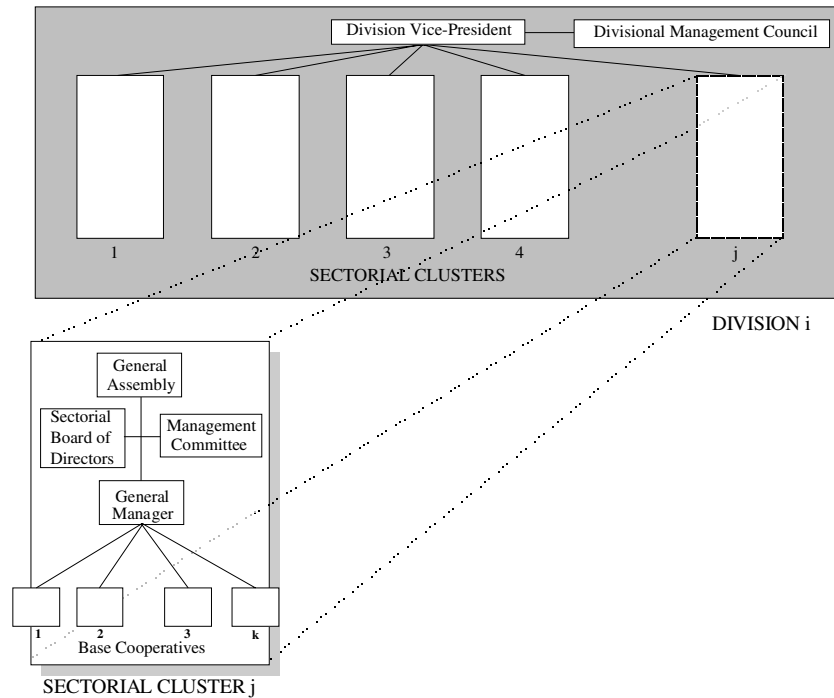 Division Vice-President
Divisional Management Council
1
2
3
4
j
SECTORIAL CLUSTERS
DIVISION i
General
Assembly
Sectorial
Board of
Directors
Management
Committee
General
Manager
1
2
3
k
Base Cooperatives
SECTORIAL CLUSTER j